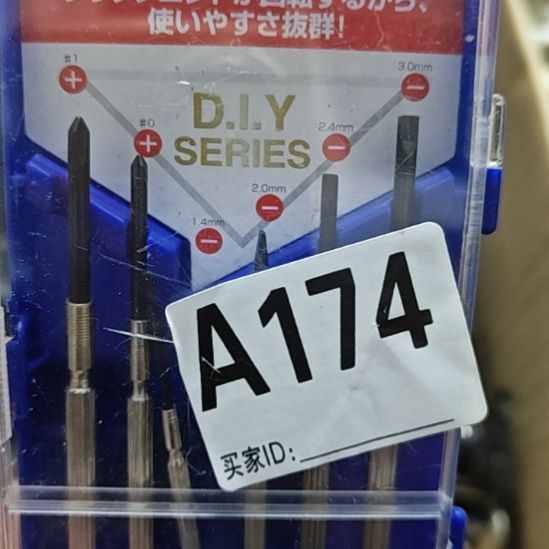 が回転するから、
使いやすさ抜群!
#1
3.0mm
D.I.Y
SERIES
#0
2.4mm
2.0mm
1.4mm
A174
买家ID: